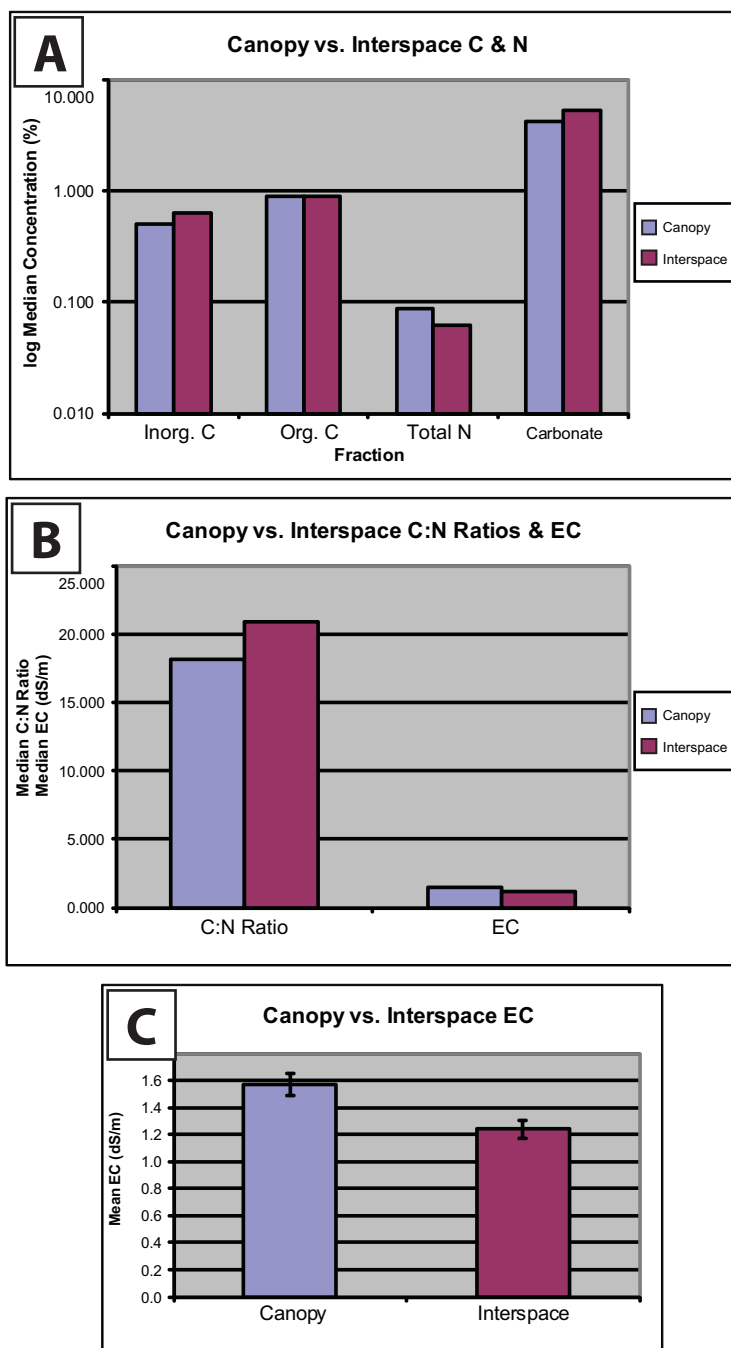 A
Canopy vs. Interspace C & N
log Median Concentration (%)
10.000
1.000
0.100
0.010
Inorg. C
Org. C
Total N
Carbonate
Fraction
Canopy
Interspace
B
Canopy vs. Interspace C:N Ratios & EC
Median C:N Ratio
Median EC (dS/m)
25.000
20.000
15.000
10.000
5.000
0.000
C:N Ratio
EC
Canopy
Interspace
C
Canopy vs. Interspace EC
Mean EC (dS/m)
1.6
1.4
1.2
1.0
0.8
0.6
0.4
0.2
0.0
Canopy
Interspace